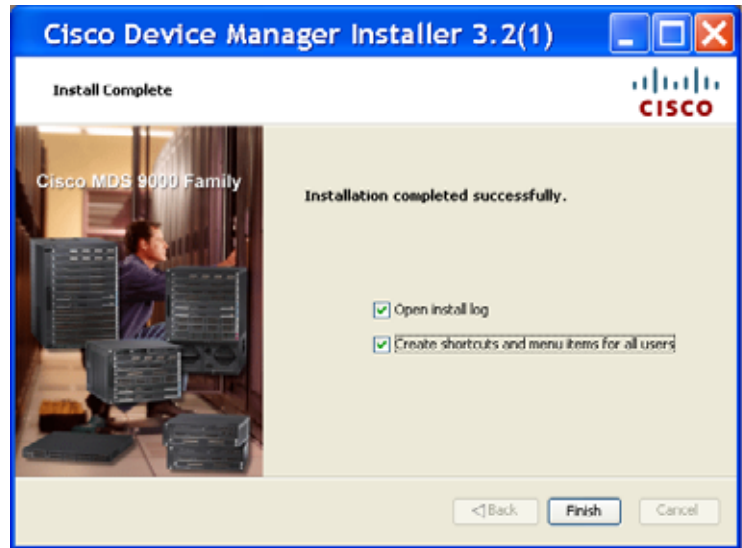 Cisco Device Manager Installer 3.2(1)
Install Complete
CISCO
Cisco MDS 9000 Family
Installation completed successfully.
Open install log
Create shortcuts and menu items for all users
Back
Finish
Cancel